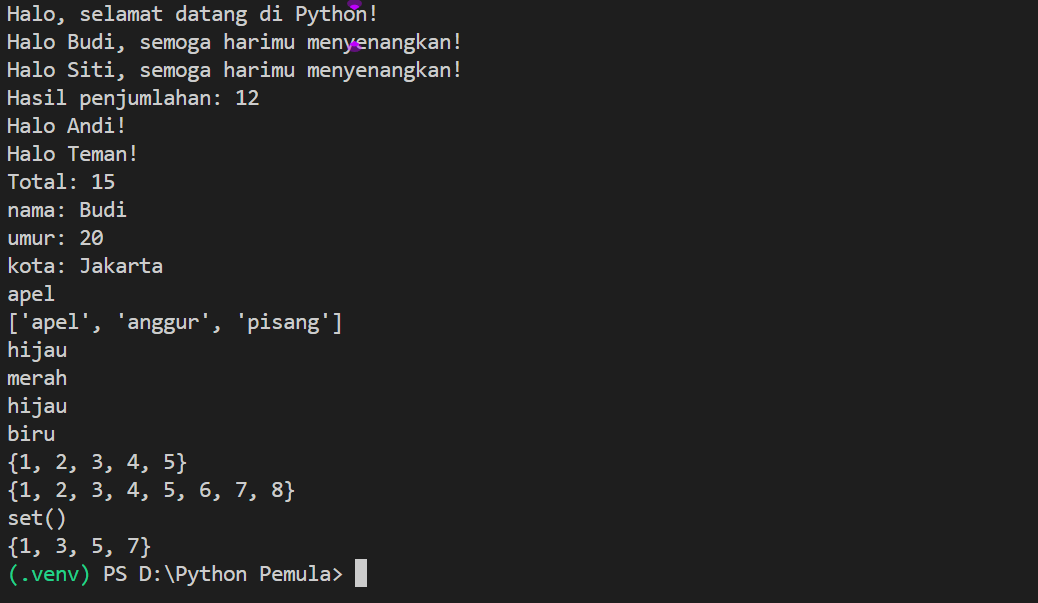 Halo, selamat datang di Python!
Halo Budi, semoga harimu menyenangkan!
Halo Siti, semoga harimu menyenangkan!
Hasil penjumlahan: 12
Halo Andi!
Halo Teman!
Total: 15
nama: Budi
umur: 20
kota: Jakarta
apel
['apel', 'anggur', 'pisang']
hijau
merah
hijau
biru
{1, 2, 3, 4, 5}
{1, 2, 3, 4, 5, 6, 7, 8}
set()
{1, 3, 5, 7}
(.venv) PS D:\Python Pemula>